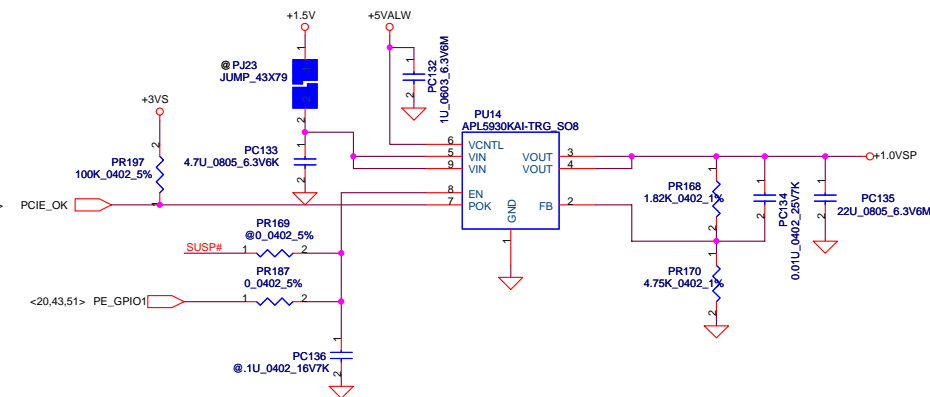 +1.5V
+5VALW
@ PJ23
JUMP_43X79
PC132
1U_0603_6.3V6M
+3VS
PR197
100K_0402_5%
PC133
4.7U_0805_6.3V6K
PU14
APL5930KAI-TRG_SO8
6 VCNTL
5 VIN
9 VIN
VOUT 3
VOUT 4
8 EN
7 POK
FB 2
GND
1
+1.0VSP
PR168
1.82K_0402_1%
PC134
0.01U_0402_25V7K
PC135
22U_0805_6.3V6M
> PCIE_OK
PR169
@0_0402_5%
SUSP# 1 2
PR187
0_0402_5%
<20,43,51> PE_GPIO1 1 2
PR170
4.75K_0402_1%
PC136
@.1U_0402_16V7K